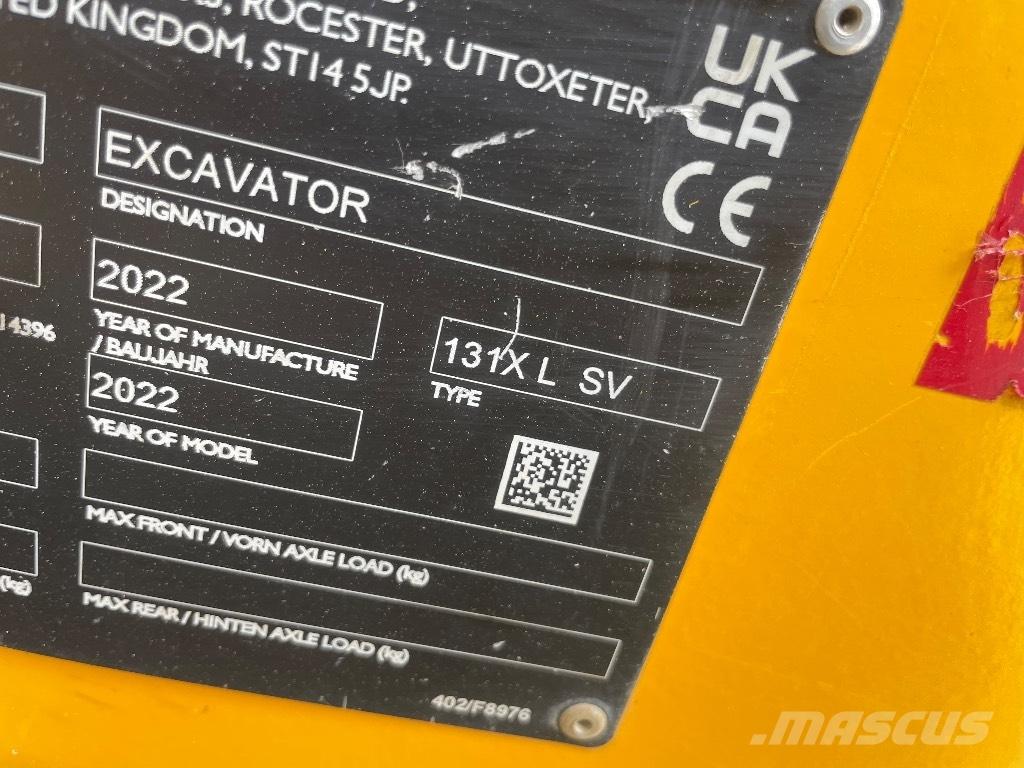 ROCESTER, UTTOXETER,
KINGDOM, ST14 5JP.
UK
CA
CE
EXCAVATOR
DESIGNATION
2022
YEAR OF MANUFACTURE
/ BAUJAHR
14396
131X L SV
TYPE
2022
YEAR OF MODEL
MAX FRONT / VORN AXLE LOAD (kg)
(kg)
MAX REAR / HINTEN AXLE LOAD (kg)
402/F8976
MASCUS